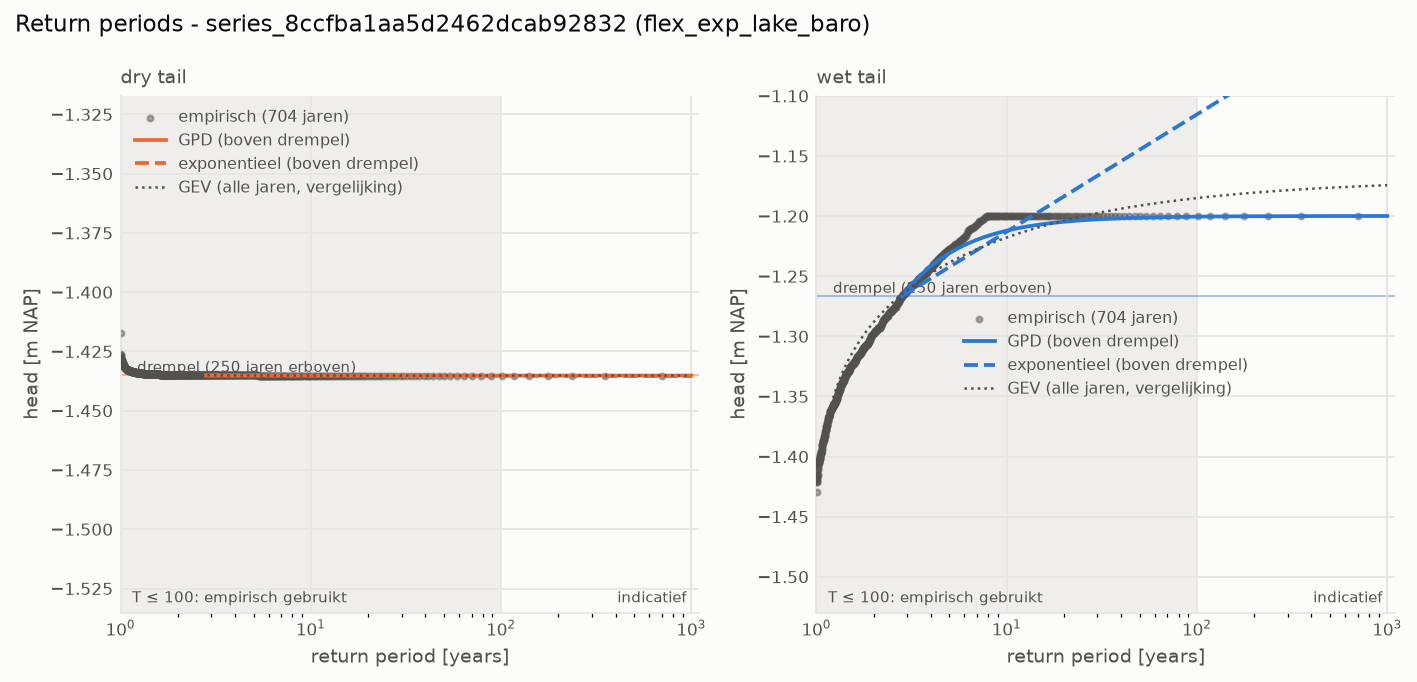 Return periods - series_8ccfba1aa5d2462dcab92832 (flex_exp_lake_baro)
dry tail
empirisch (704 jaren)
GPD (boven drempel)
exponentieel (boven drempel)
GEV (alle jaren, vergelijking)
−1.325
−1.350
−1.375
−1.400
−1.425
−1.450
−1.475
−1.500
−1.525
head [m NAP]
drempel (250 jaren erboven)
T ≤ 100: empirisch gebruikt
indicatief
10⁰
10¹
10²
10³
return period [years]
wet tail
−1.10
−1.15
−1.20
−1.25
−1.30
−1.35
−1.40
−1.45
−1.50
head [m NAP]
drempel (250 jaren erboven)
empirisch (704 jaren)
GPD (boven drempel)
exponentieel (boven drempel)
GEV (alle jaren, vergelijking)
T ≤ 100: empirisch gebruikt
indicatief
10⁰
10¹
10²
10³
return period [years]